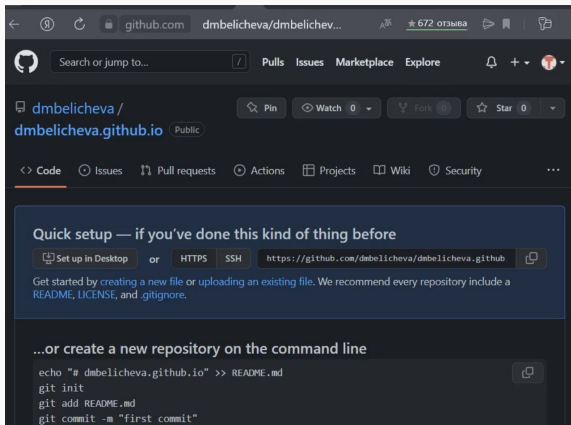 github.com dmbelicheva/dmbelichev... ★ 672 отзыва
Search or jump to... / Pulls Issues Marketplace Explore
dmbelicheva / Pin Watch 0 Fork 0 Star 0
dmbelicheva.github.io Public
Code Issues Pull requests Actions Projects Wiki Security ...
Quick setup — if you've done this kind of thing before
Set up in Desktop or HTTPS SSH https://github.com/dmbelicheva/dmbelicheva.github
Get started by creating a new file or uploading an existing file. We recommend every repository include a
README, LICENSE, and .gitignore.
...or create a new repository on the command line
echo "# dmbelicheva.github.io" >> README.md
git init
git add README.md
git commit -m "first commit"